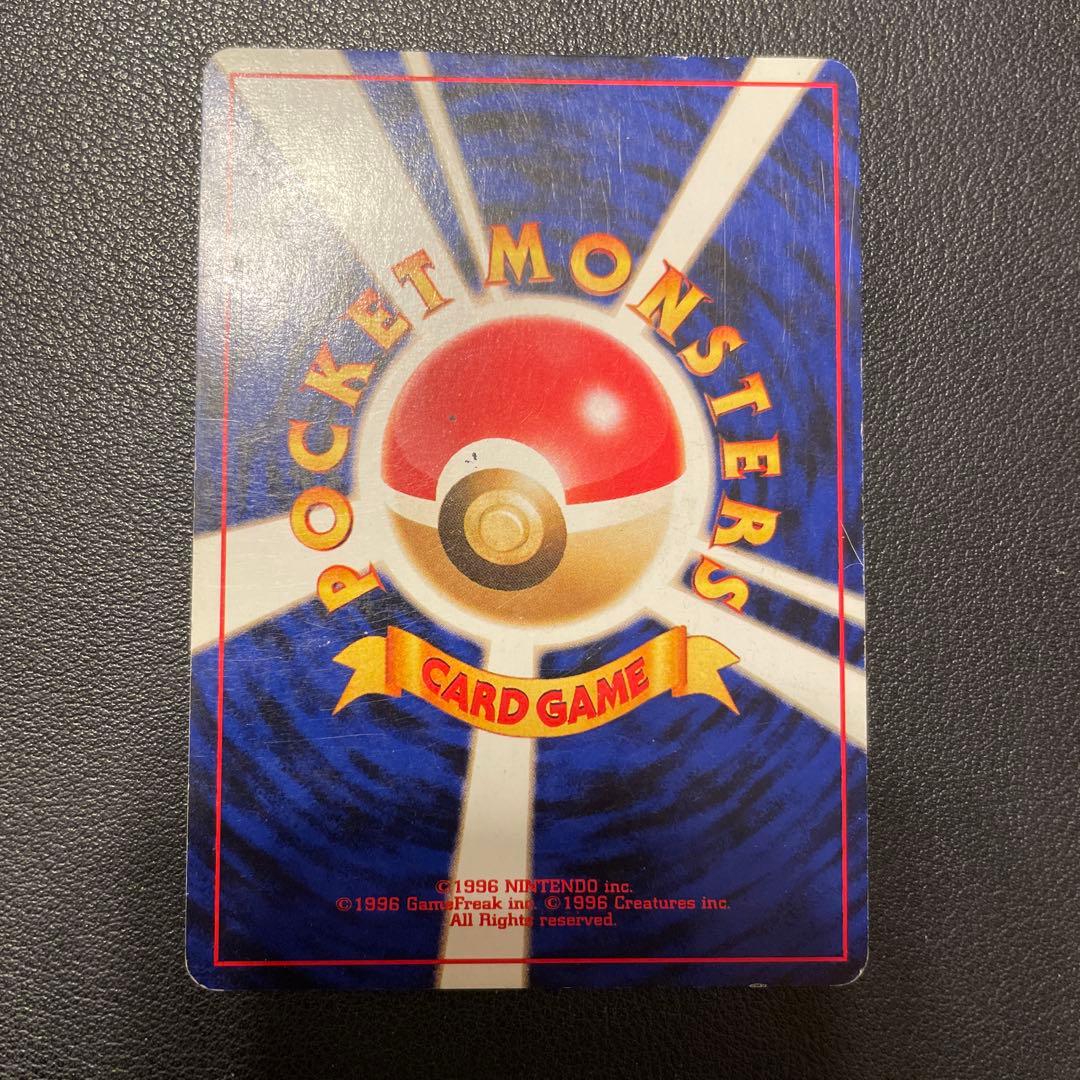 POCKET MONSTERS
CARD GAME
©1996 NINTENDO inc.
©1996 GameFreak inc. ©1996 Creatures inc.
All Rights reserved.